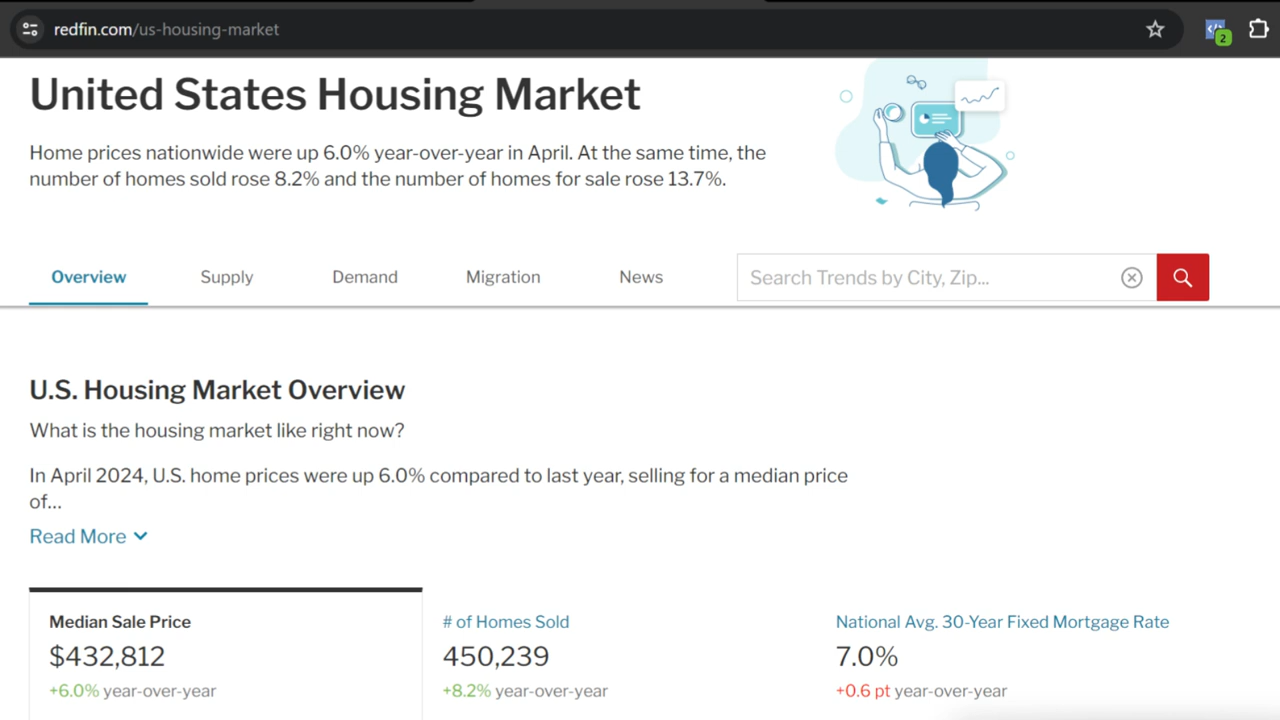 redfin.com/us-housing-market
2
United States Housing Market
Home prices nationwide were up 6.0% year-over-year in April. At the same time, the
number of homes sold rose 8.2% and the number of homes for sale rose 13.7%.
Overview
Supply
Demand
Migration
News
Search Trends by City, Zip...
U.S. Housing Market Overview
What is the housing market like right now?
In April 2024, U.S. home prices were up 6.0% compared to last year, selling for a median price
of...
Read More
Median Sale Price
$432,812
+6.0% year-over-year
# of Homes Sold
450,239
+8.2% year-over-year
National Avg. 30-Year Fixed Mortgage Rate
7.0%
+0.6 pt year-over-year